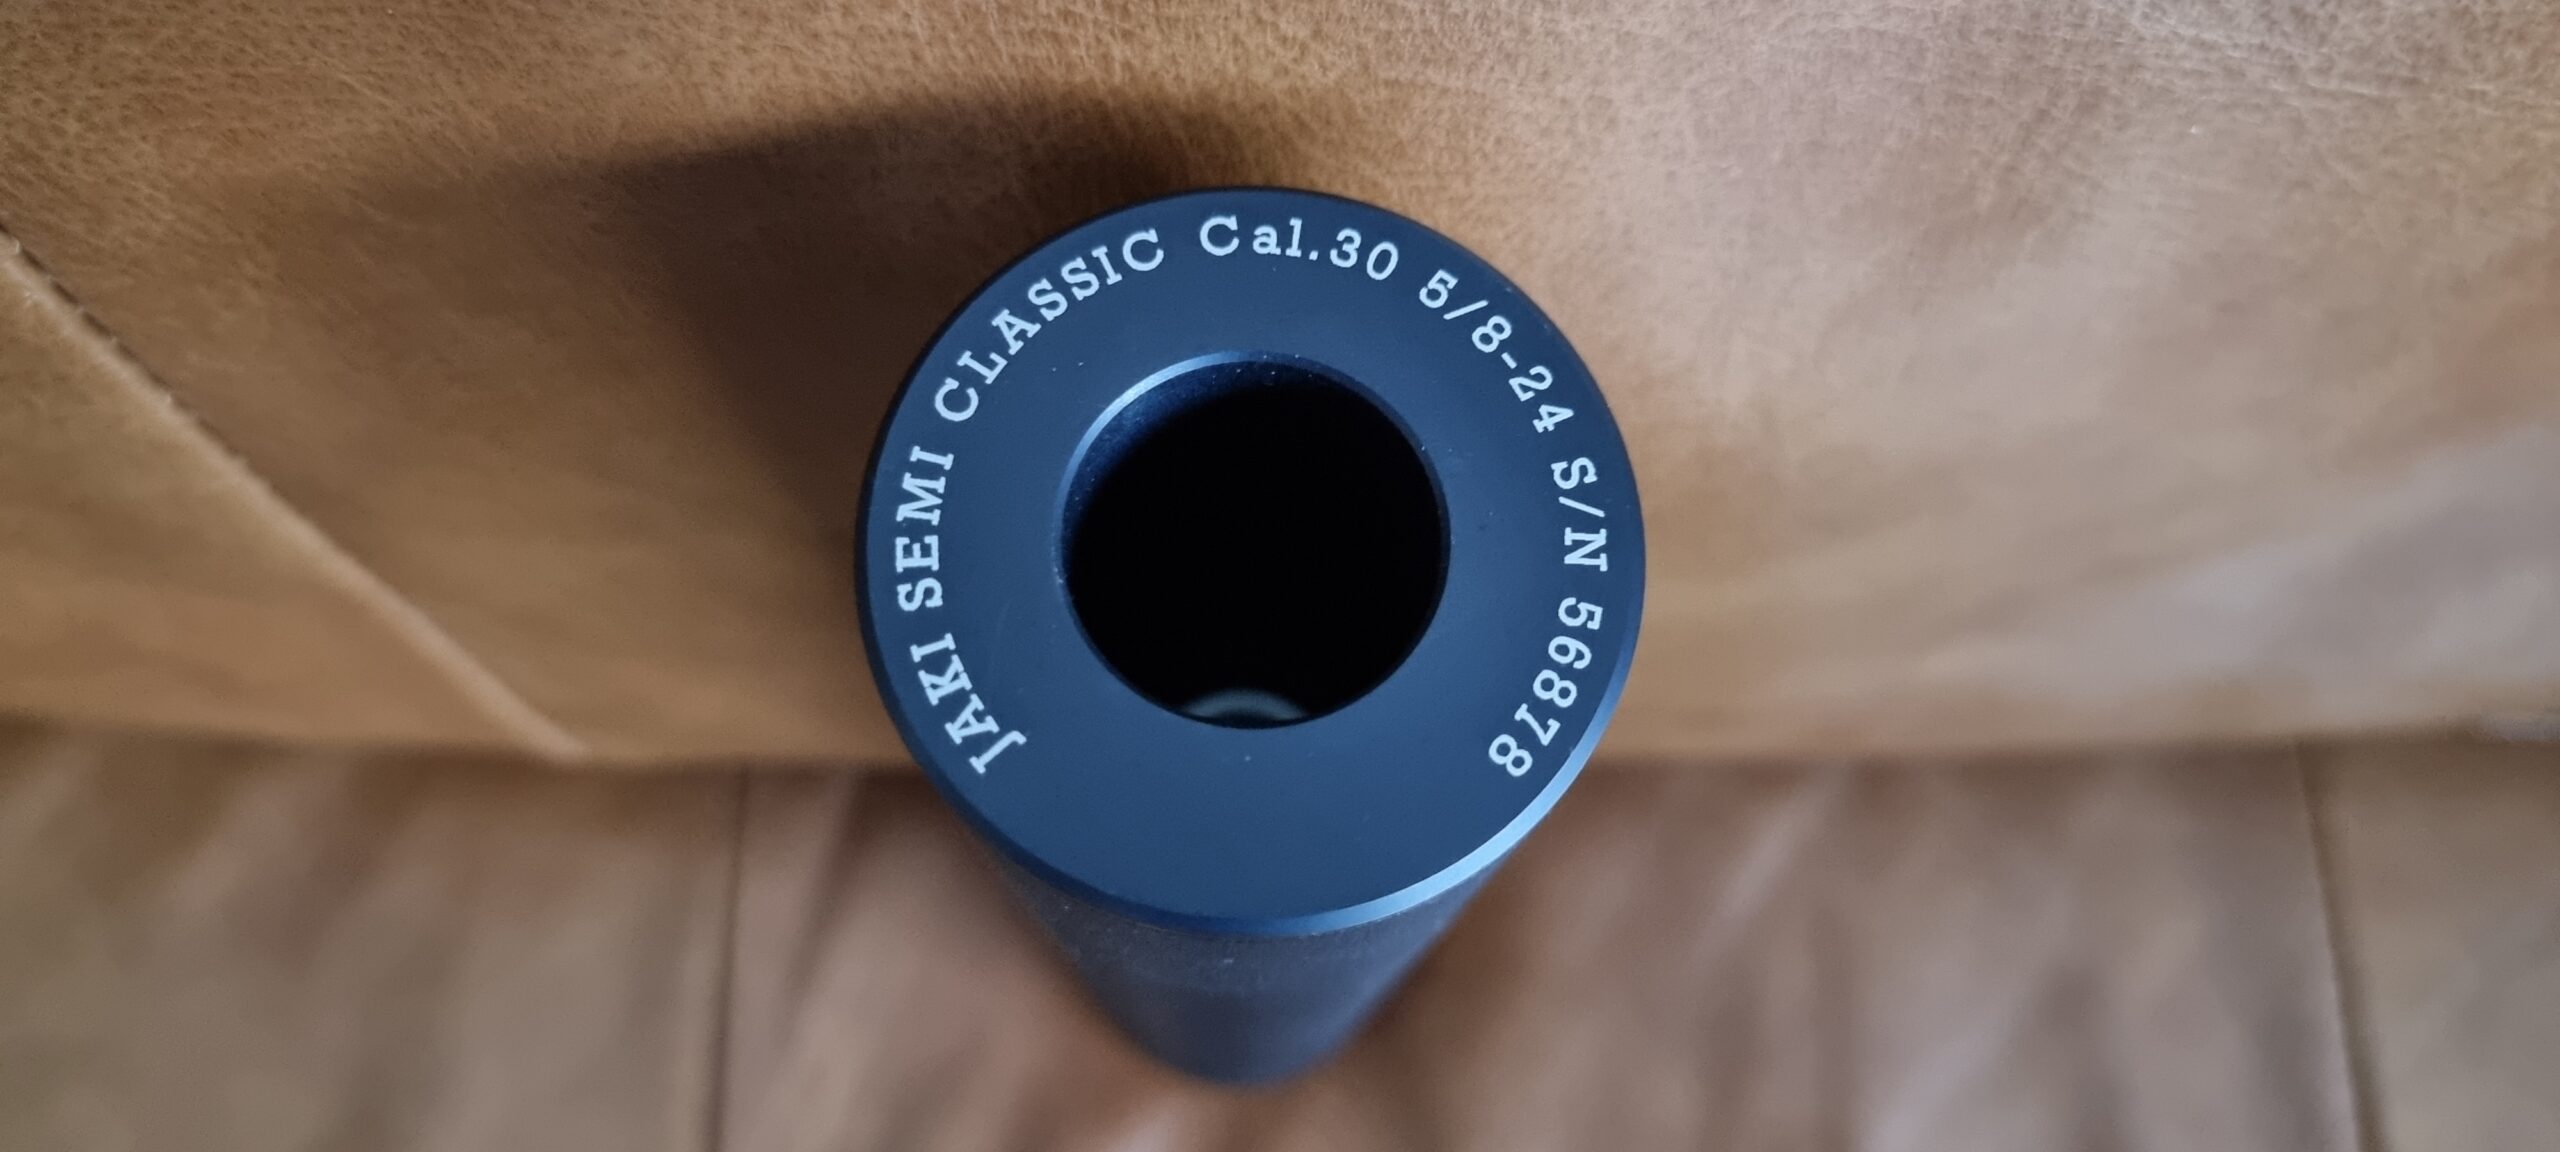 JAKI SEMI CLASSIC Cal.30 5/8-24 S/N 56878